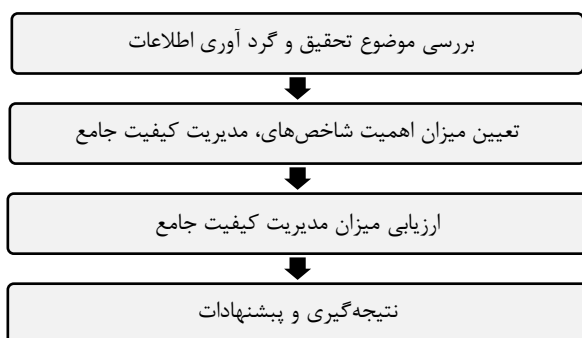 بررسی موضوع تحقیق و گرد آوری اطلاعات
تعیین میزان اهمیت شاخص‌های، مدیریت کیفیت جامع
ارزیابی میزان مدیریت کیفیت جامع
نتیجه‌گیری و پیشنهادات